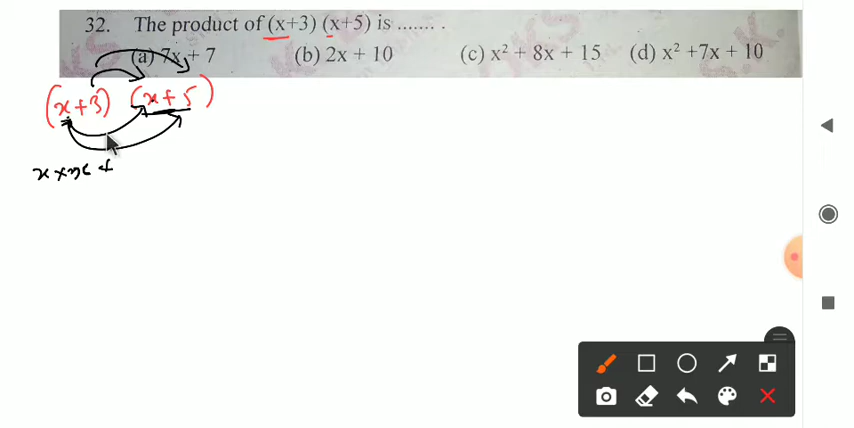 32. The product of (x+3) (x+5) is ....... .
(a) 7x + 7 (b) 2x + 10 (c) x² + 8x + 15 (d) x² +7x + 10
(x+3) (x+5)
x×x +